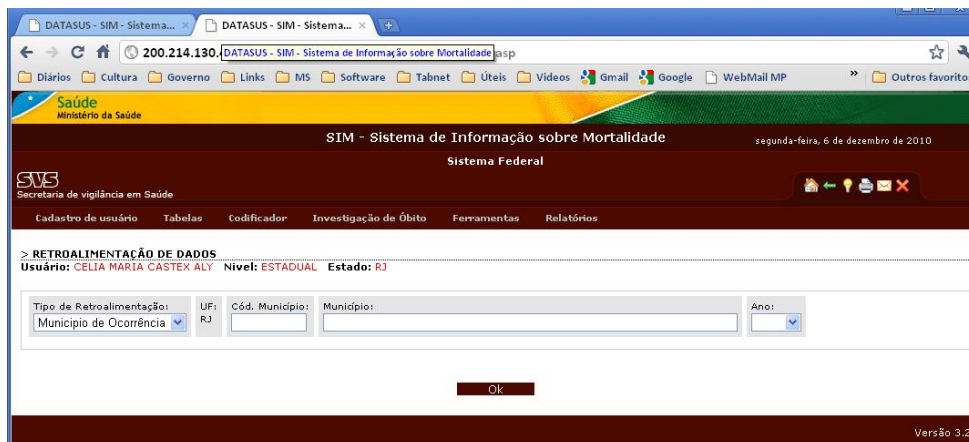 DATASUS - SIM - Sistema... × DATASUS - SIM - Sistema... ×
200.214.130. DATASUS - SIM - Sistema de Informação sobre Mortalidade asp
Diários Cultura Governo Links MS Software Tabnet Úteis Videos Gmail Google WebMail MP » Outros favorito
Saúde
Ministério da Saúde
SIM - Sistema de Informação sobre Mortalidade segunda-feira, 6 de dezembro de 2010
Sistema Federal
SVS
Secretaria de vigilância em Saúde
Cadastro de usuário Tabelas Codificador Investigação de Óbito Ferramentas Relatórios
> RETROALIMENTAÇÃO DE DADOS
Usuário: CELIA MARIA CASTEX ALY Nivel: ESTADUAL Estado: RJ
Tipo de Retroalimentação: UF: Cód. Município: Município: Ano:
Municipio de Ocorrência RJ
Ok
Versão 3.2